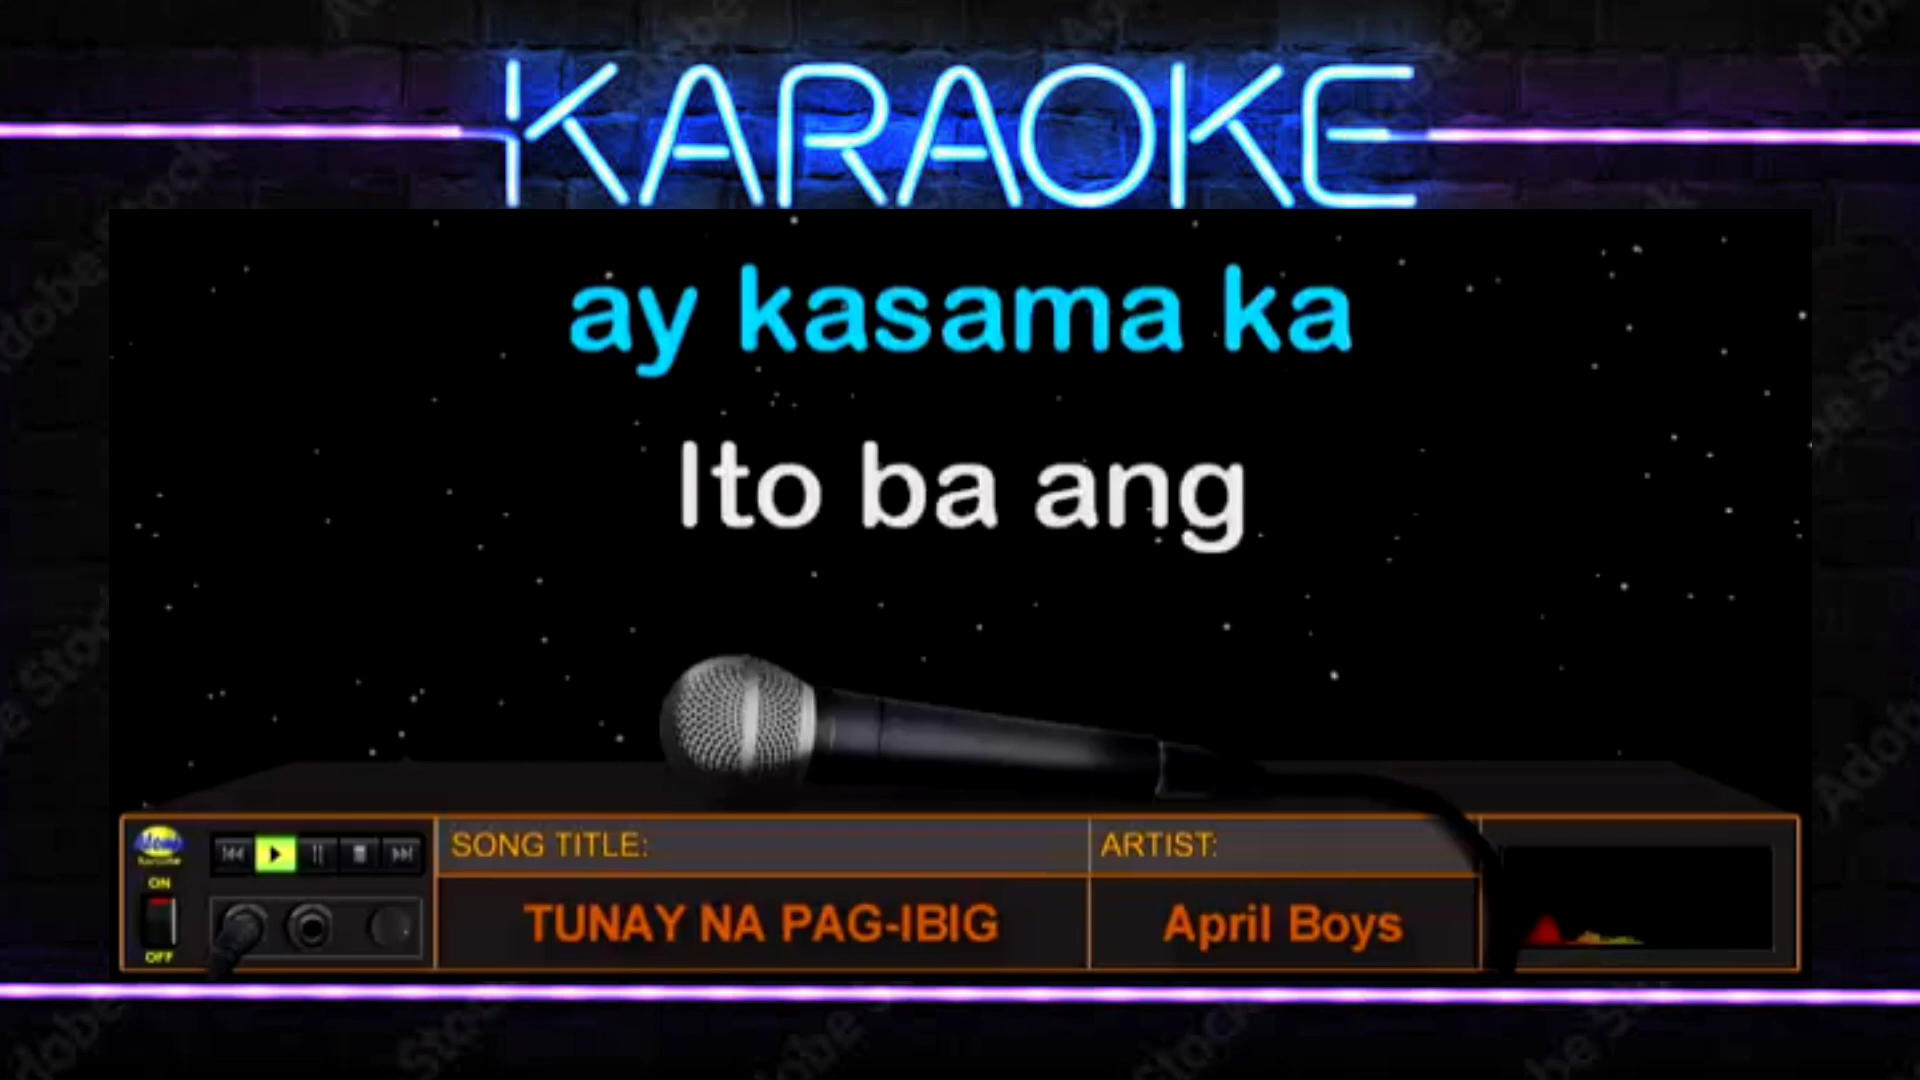 KARAOKE
ay kasama ka
Ito ba ang
SONG TITLE:
ARTIST:
ON
TUNAY NA PAG-IBIG
April Boys
OFF